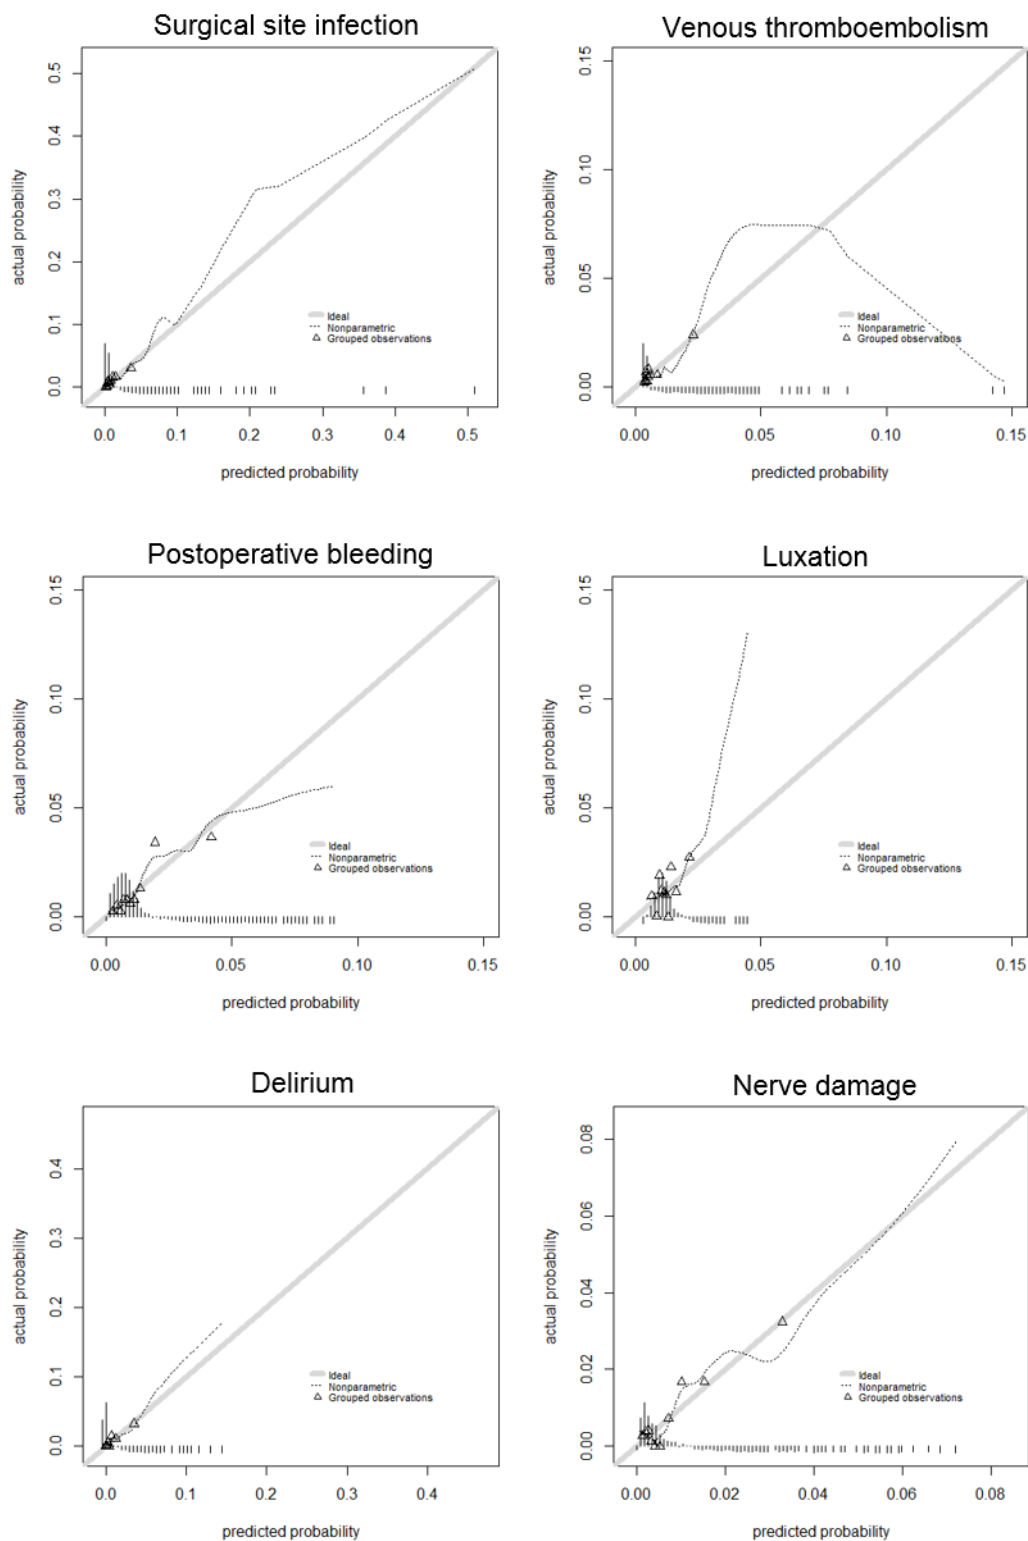 Surgical site infection
actual probability
0.5
0.4
0.3
0.2
0.1
0.0
Ideal
Nonparametric
Grouped observations
0.0 0.1 0.2 0.3 0.4 0.5
predicted probability
Venous thromboembolism
actual probability
0.15
0.10
0.05
0.00
Ideal
Nonparametric
Grouped observations
0.00 0.05 0.10 0.15
predicted probability
Postoperative bleeding
actual probability
0.15
0.10
0.05
0.00
Ideal
Nonparametric
Grouped observations
0.00 0.05 0.10 0.15
predicted probability
Luxation
actual probability
0.15
0.10
0.05
0.00
Ideal
Nonparametric
Grouped observations
0.00 0.05 0.10 0.15
predicted probability
Delirium
actual probability
0.4
0.3
0.2
0.1
0.0
Ideal
Nonparametric
Grouped observations
0.0 0.1 0.2 0.3 0.4
predicted probability
Nerve damage
actual probability
0.08
0.06
0.04
0.02
0.00
Ideal
Nonparametric
Grouped observations
0.00 0.02 0.04 0.06 0.08
predicted probability